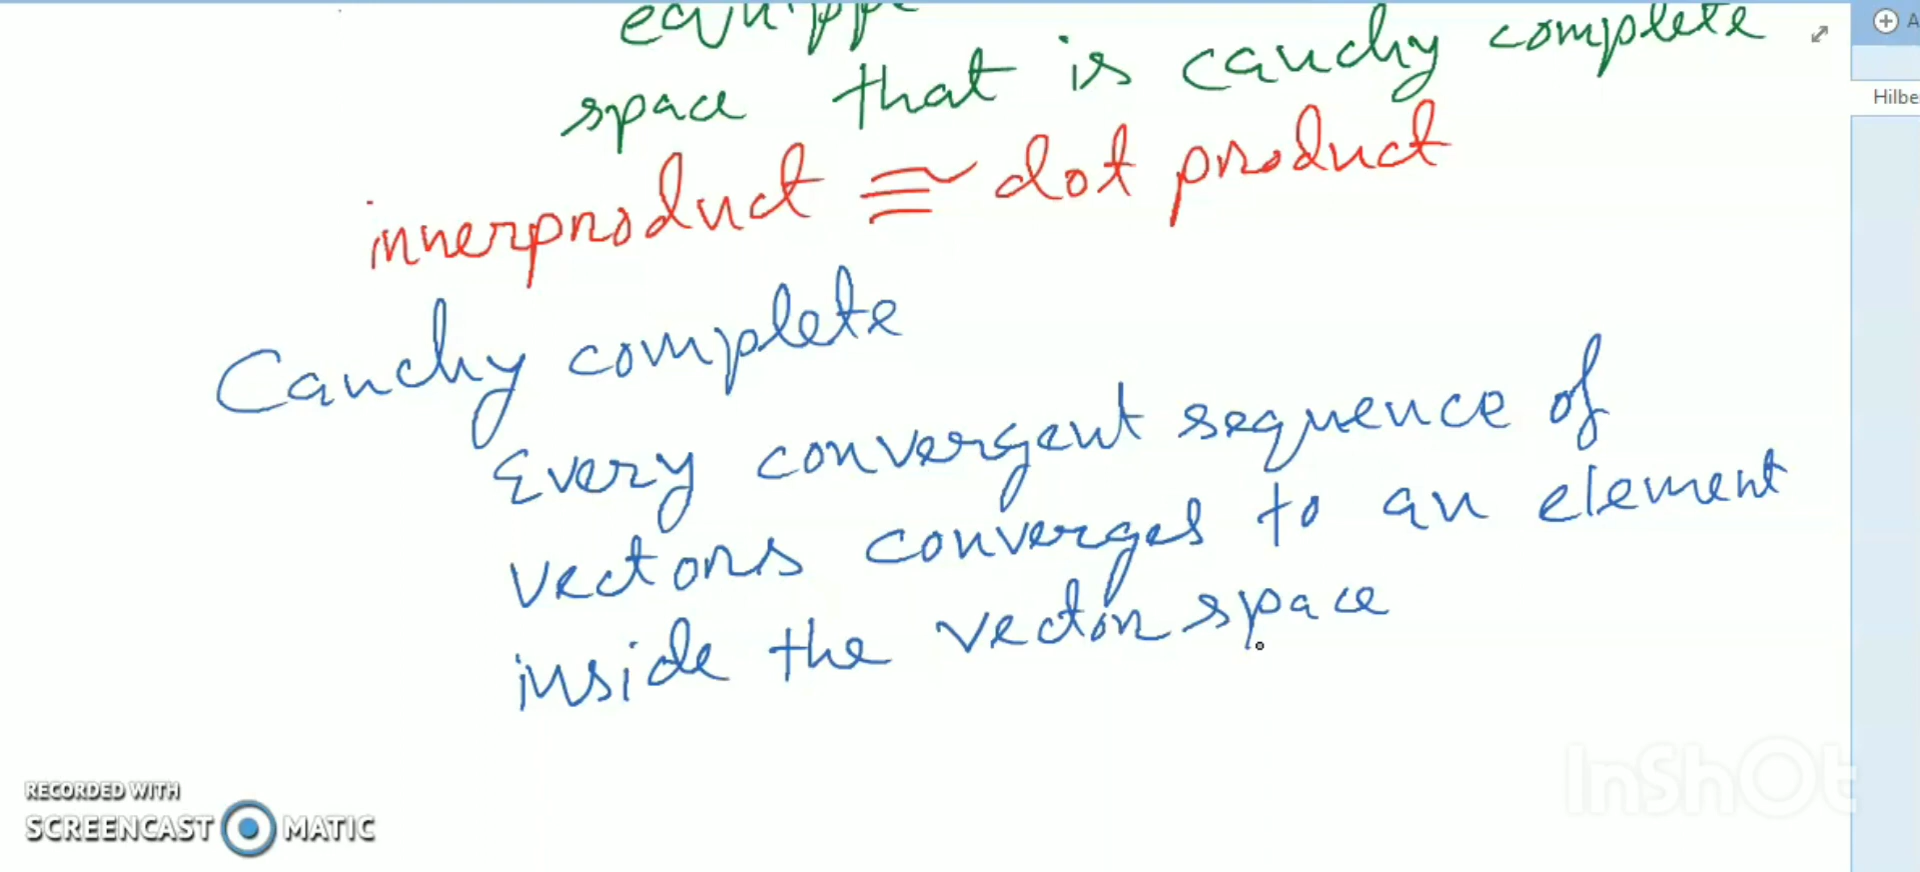 space that is cauchy complete
innerproduct ≅ dot product
Cauchy complete
Every convergent sequence of
vectors converges to an element
inside the vector space
Hilbe
RECORDED WITH
SCREENCAST MATIC
InShOt